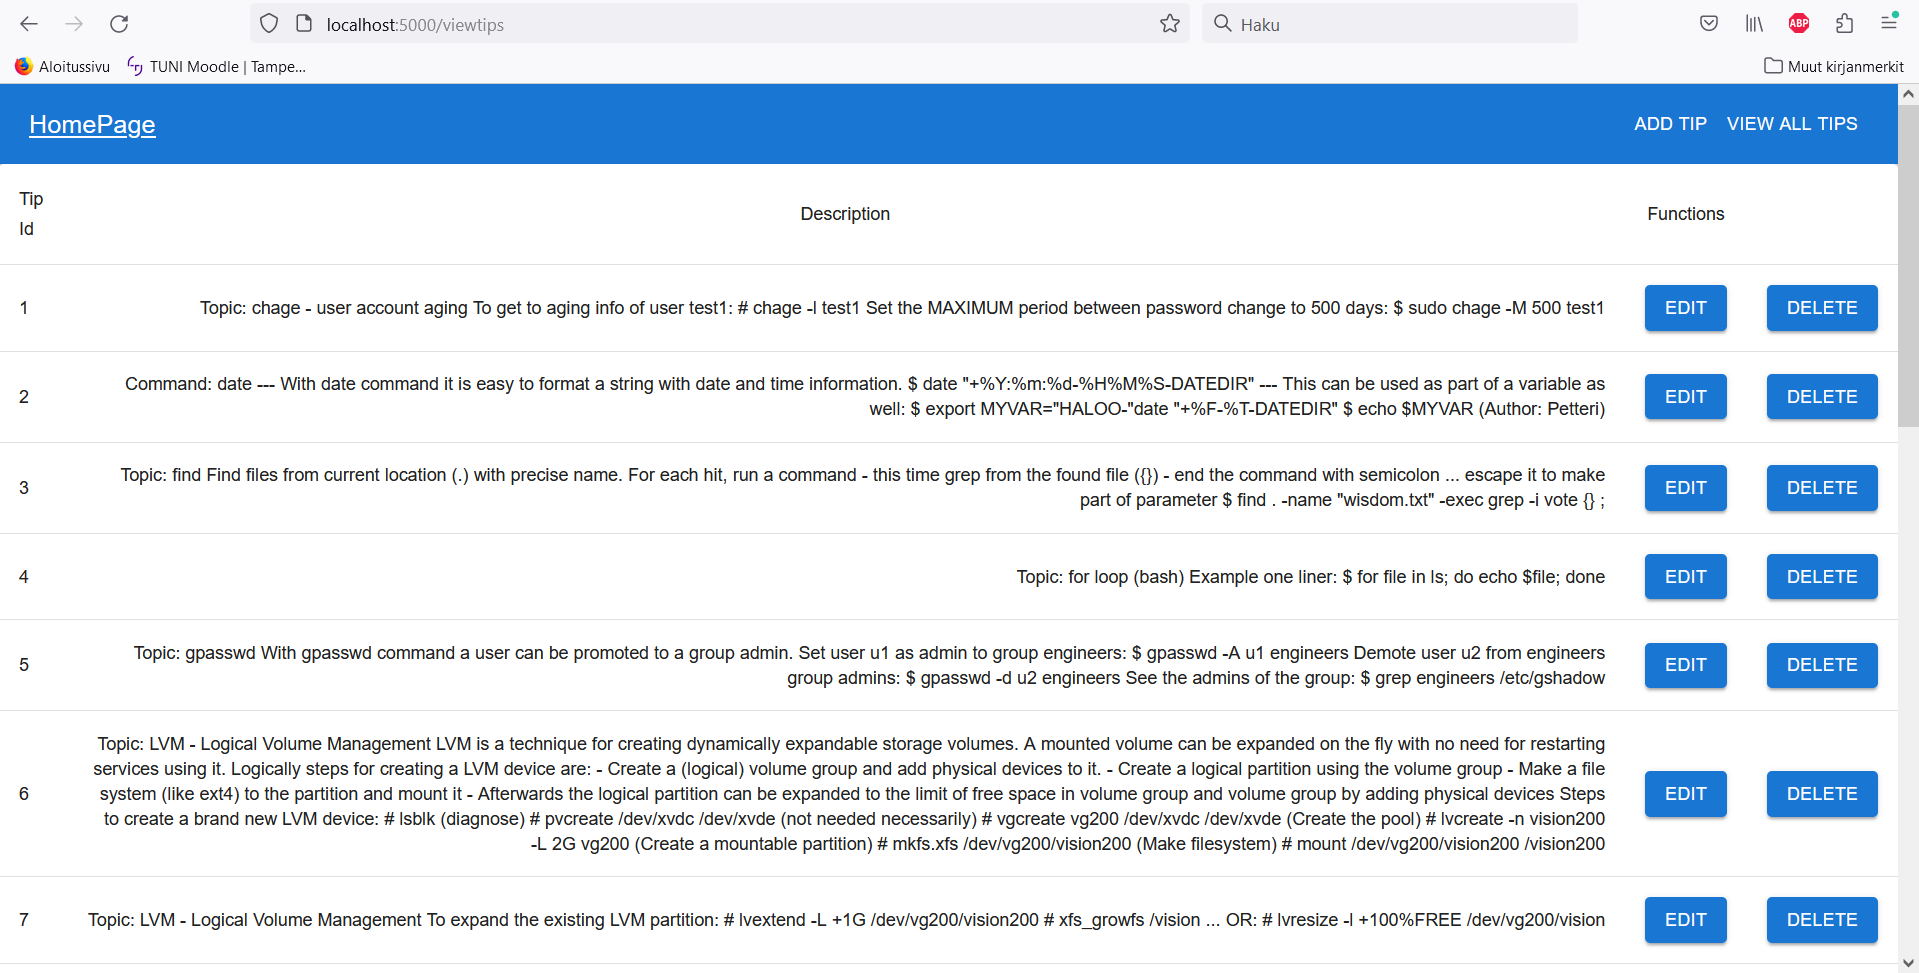 localhost:5000/viewtips
Haku
ABP
Aloitussivu
TUNI Moodle | Tampe...
Muut kirjanmerkit
HomePage
ADD TIP
VIEW ALL TIPS
Tip
Id
Description
Functions
1
Topic: chage - user account aging To get to aging info of user test1: # chage -l test1 Set the MAXIMUM period between password change to 500 days: $ sudo chage -M 500 test1
EDIT
DELETE
2
Command: date --- With date command it is easy to format a string with date and time information. $ date "+%Y:%m:%d-%H%M%S-DATEDIR" --- This can be used as part of a variable as
well: $ export MYVAR="HALOO-"date "+%F-%T-DATEDIR" $ echo $MYVAR (Author: Petteri)
EDIT
DELETE
3
Topic: find Find files from current location (.) with precise name. For each hit, run a command - this time grep from the found file ({}) - end the command with semicolon ... escape it to make
part of parameter $ find . -name "wisdom.txt" -exec grep -i vote {} ;
EDIT
DELETE
4
Topic: for loop (bash) Example one liner: $ for file in ls; do echo $file; done
EDIT
DELETE
5
Topic: gpasswd With gpasswd command a user can be promoted to a group admin. Set user u1 as admin to group engineers: $ gpasswd -A u1 engineers Demote user u2 from engineers
group admins: $ gpasswd -d u2 engineers See the admins of the group: $ grep engineers /etc/gshadow
EDIT
DELETE
6
Topic: LVM - Logical Volume Management LVM is a technique for creating dynamically expandable storage volumes. A mounted volume can be expanded on the fly with no need for restarting
services using it. Logically steps for creating a LVM device are: - Create a (logical) volume group and add physical devices to it. - Create a logical partition using the volume group - Make a file
system (like ext4) to the partition and mount it - Afterwards the logical partition can be expanded to the limit of free space in volume group and volume group by adding physical devices Steps
to create a brand new LVM device: # lsblk (diagnose) # pvcreate /dev/xvdc /dev/xvde (not needed necessarily) # vgcreate vg200 /dev/xvdc /dev/xvde (Create the pool) # lvcreate -n vision200
-L 2G vg200 (Create a mountable partition) # mkfs.xfs /dev/vg200/vision200 (Make filesystem) # mount /dev/vg200/vision200 /vision200
EDIT
DELETE
7
Topic: LVM - Logical Volume Management To expand the existing LVM partition: # lvextend -L +1G /dev/vg200/vision200 # xfs_growfs /vision ... OR: # lvresize -l +100%FREE /dev/vg200/vision
EDIT
DELETE